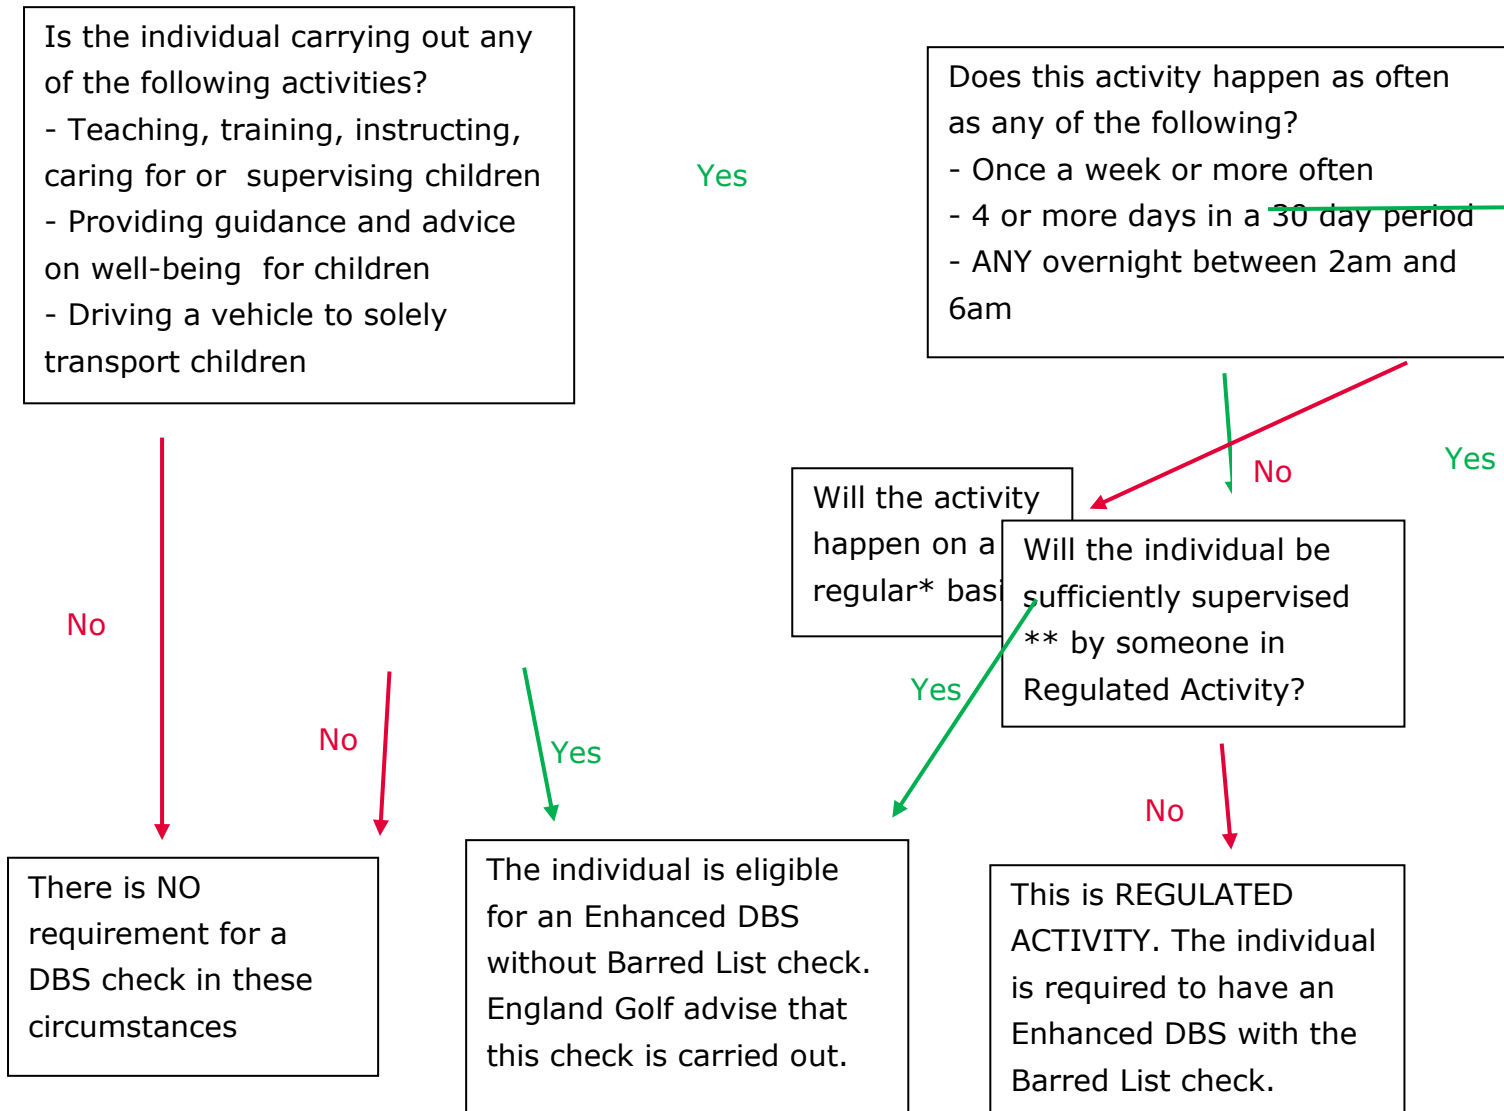 Is the individual carrying out any
of the following activities?
- Teaching, training, instructing,
caring for or  supervising children
- Providing guidance and advice
on well-being  for children
- Driving a vehicle to solely
transport children
Yes
Does this activity happen as often
as any of the following?
- Once a week or more often
- 4 or more days in a 30 day period
- ANY overnight between 2am and
6am
No
Yes
Will the activity
happen on a
regular* basi
Will the individual be
sufficiently supervised
** by someone in
Regulated Activity?
No
Yes
No
Yes
No
There is NO
requirement for a
DBS check in these
circumstances
The individual is eligible
for an Enhanced DBS
without Barred List check.
England Golf advise that
this check is carried out.
This is REGULATED
ACTIVITY. The individual
is required to have an
Enhanced DBS with the
Barred List check.